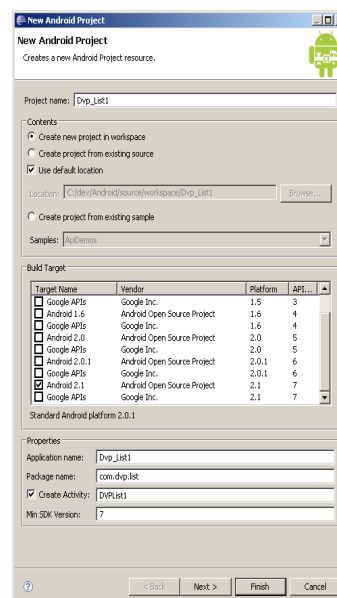 New Android Project
New Android Project
Creates a new Android Project resource.
Project name: Dvp_List1
Contents
Create new project in workspace
Create project from existing source
Use default location
Location: C:/dev/Android/source/workspace/Dvp_List1 Browse...
Create project from existing sample
Samples: ApiDemos
Build Target
Target Name Vendor Platform API...
Google APIs Google Inc. 1.5 3
Android 1.6 Android Open Source Project 1.6 4
Google APIs Google Inc. 1.6 4
Android 2.0 Android Open Source Project 2.0 5
Google APIs Google Inc. 2.0 5
Android 2.0.1 Android Open Source Project 2.0.1 6
Google APIs Google Inc. 2.0.1 6
Android 2.1 Android Open Source Project 2.1 7
Google APIs Google Inc. 2.1 7
Standard Android platform 2.0.1
Properties
Application name: Dvp_List1
Package name: com.dvp.list
Create Activity: DVPList1
Min SDK Version: 7
? < Back Next > Finish Cancel